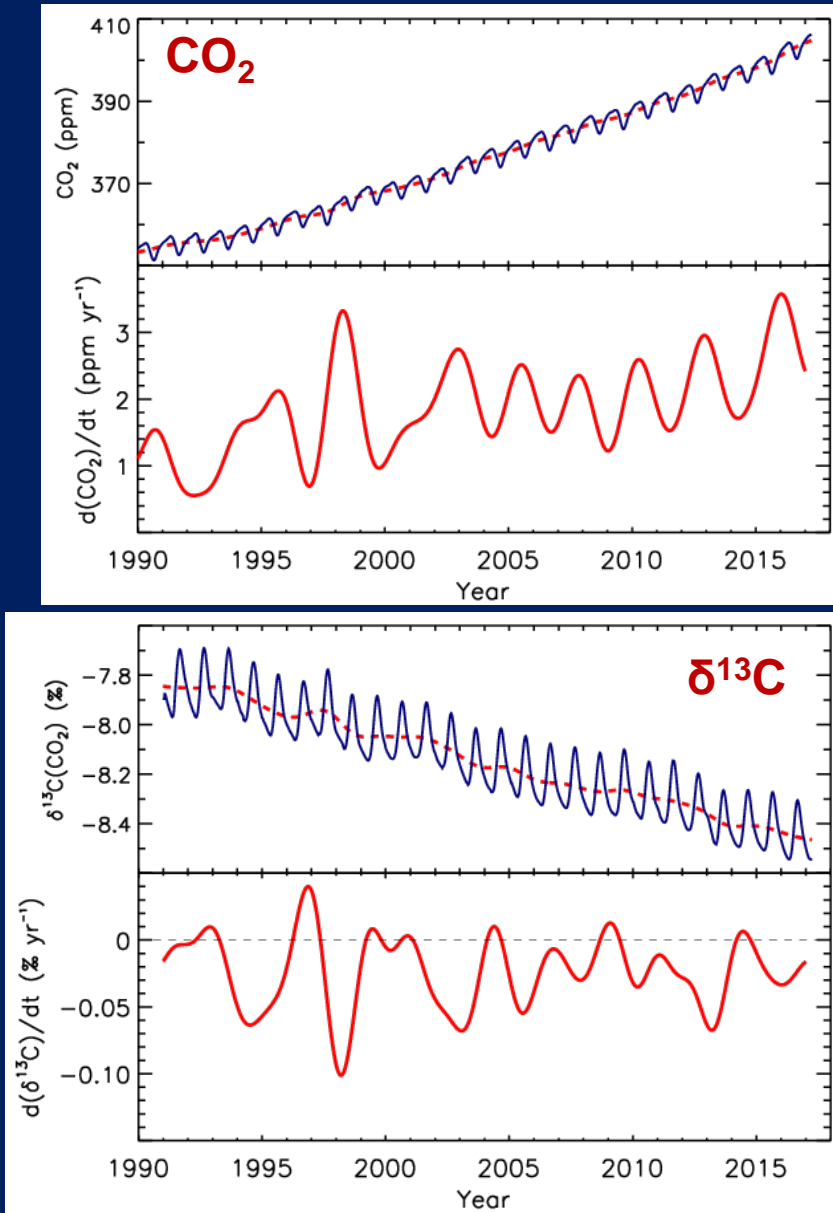 CO₂
410
390
370
CO₂ (ppm)
3
2
1
d(CO₂)/dt (ppm yr⁻¹)
1990 1995 2000 2005 2010 2015
Year
δ¹³C
-7.8
-8.0
-8.2
-8.4
δ¹³C(CO₂) (‰)
0
-0.05
-0.10
d(δ¹³C)/dt (‰ yr⁻¹)
1990 1995 2000 2005 2010 2015
Year